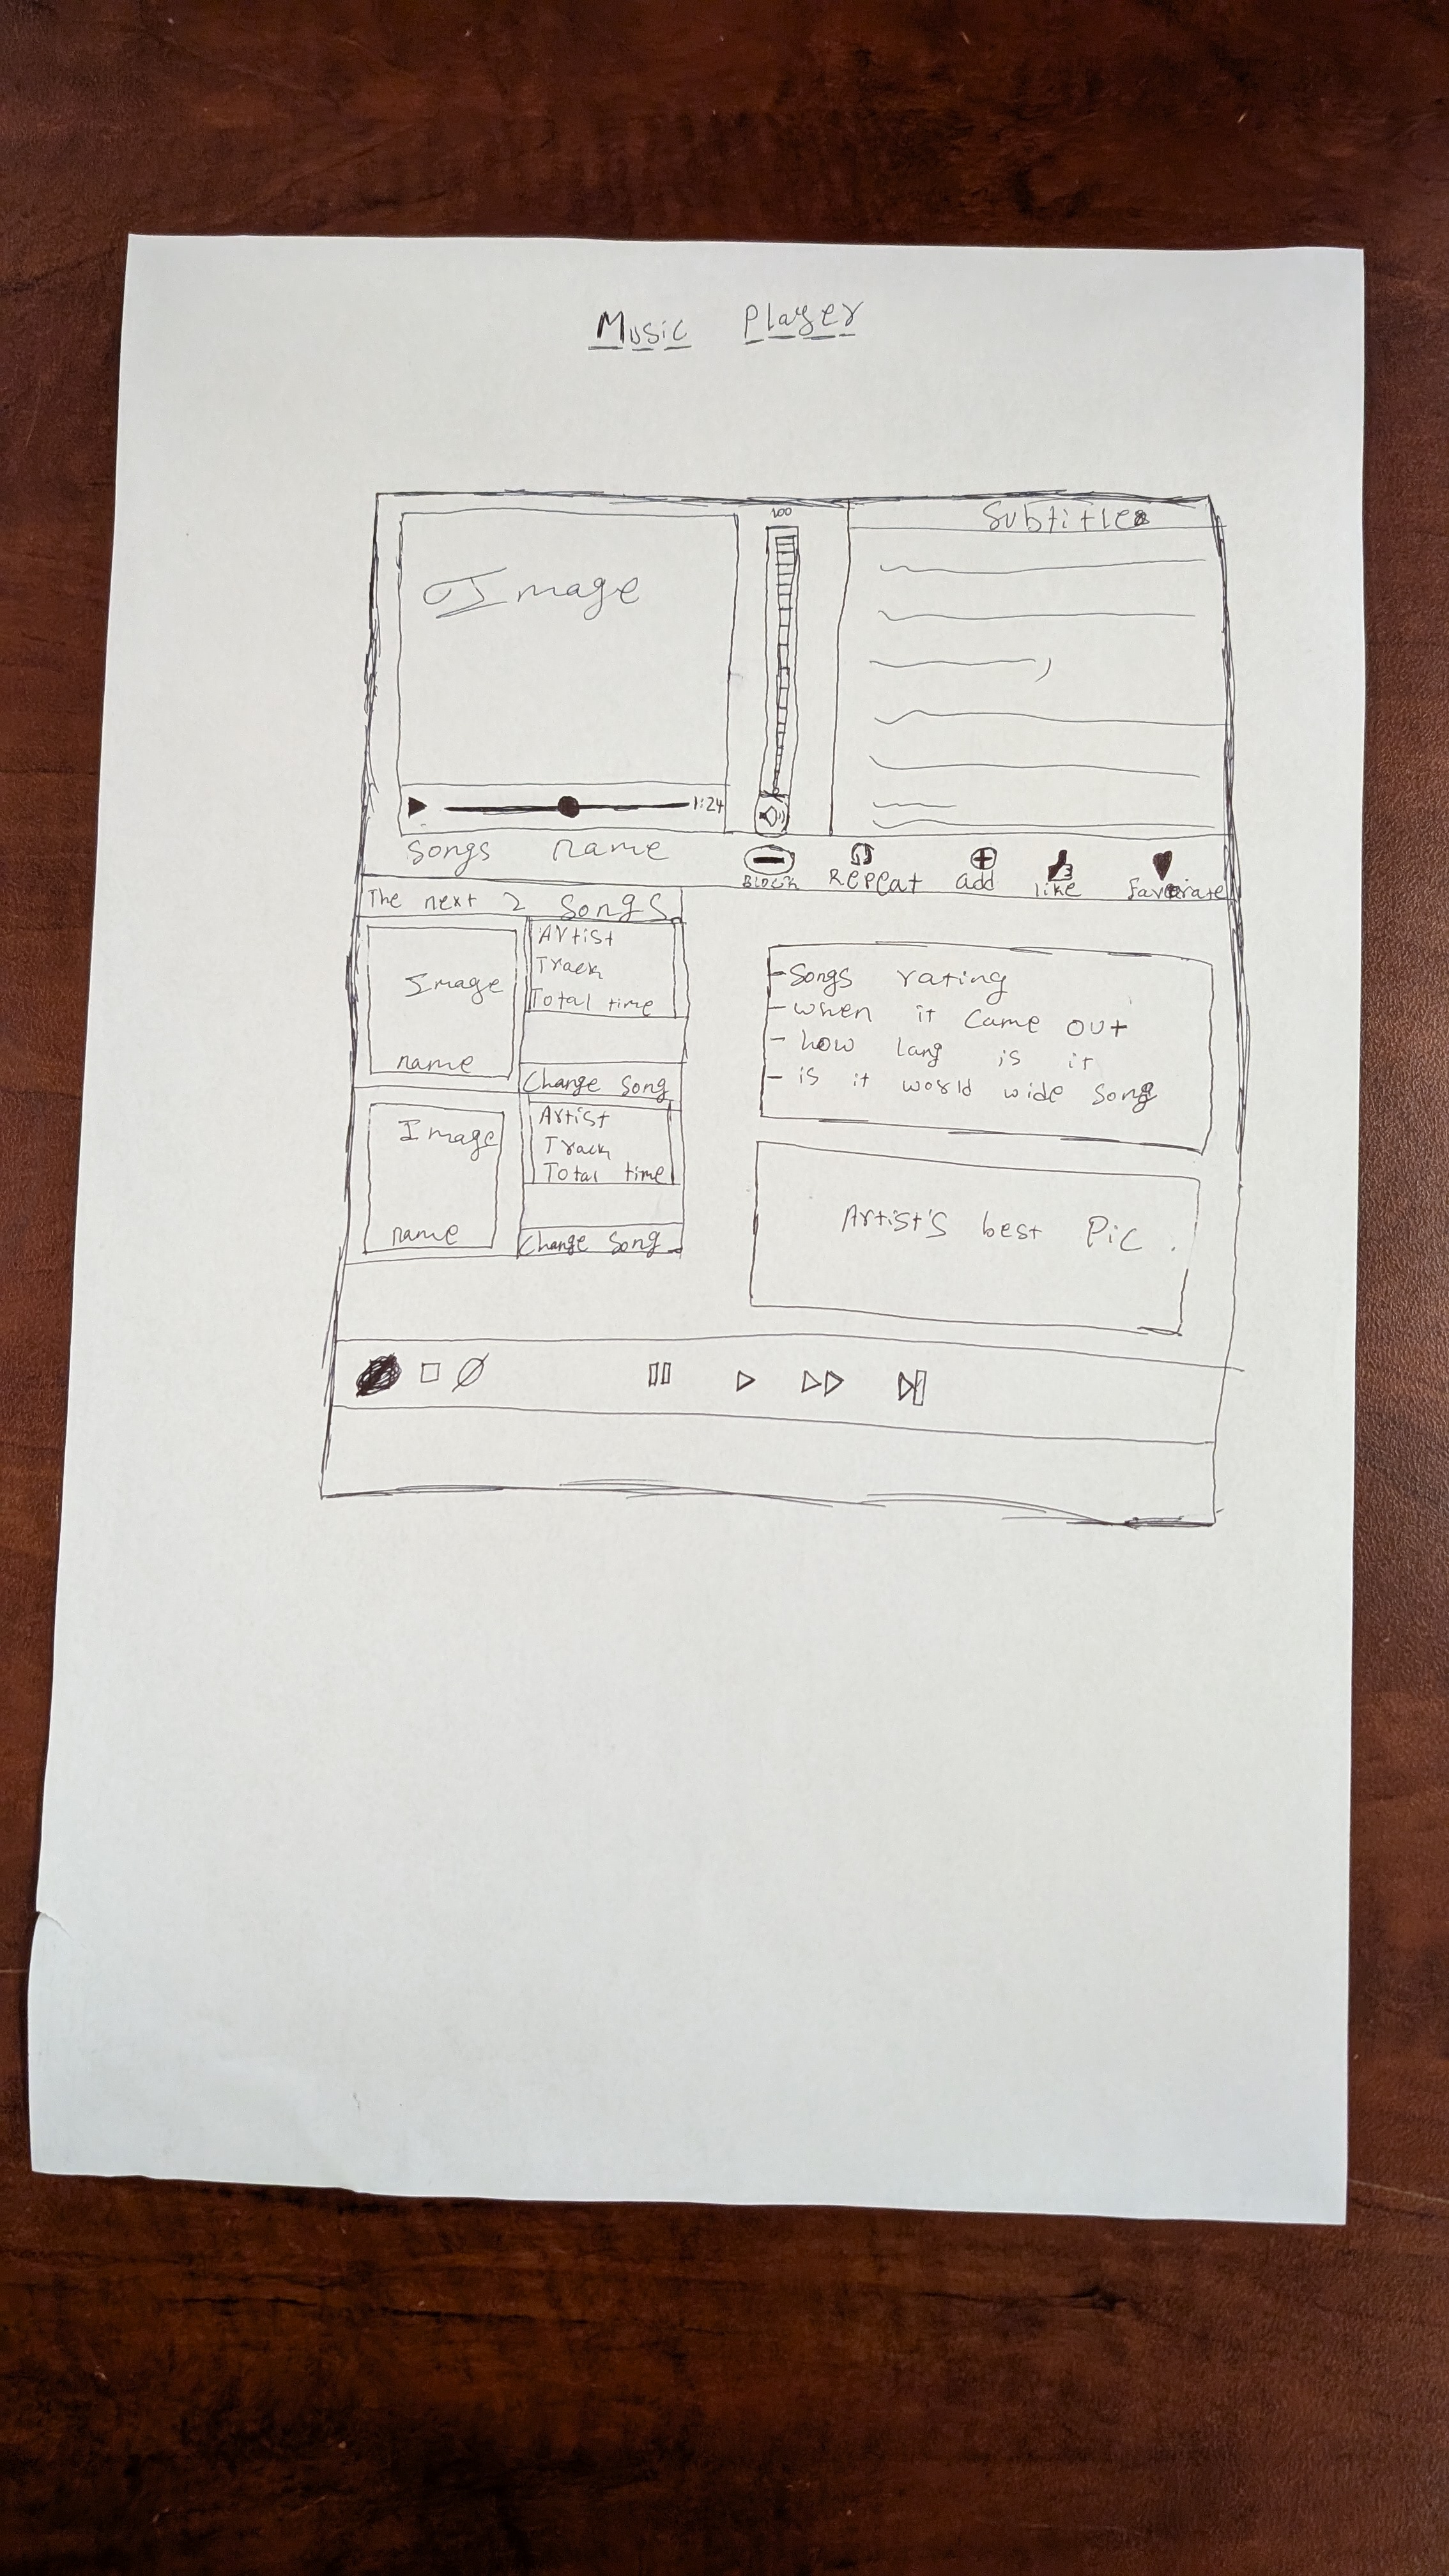 Music Player
100
Subtitles
Image
1:24
Songs name
Block
Repeat
add
like
The next 2 Songs
Artist
Track
Total time
Image
name
Change Song
Artist
Track
Total time
Image
name
Change Song
- Songs rating
- when it came out
- how lang is it
- is it world wide song
Artist's best Pic.